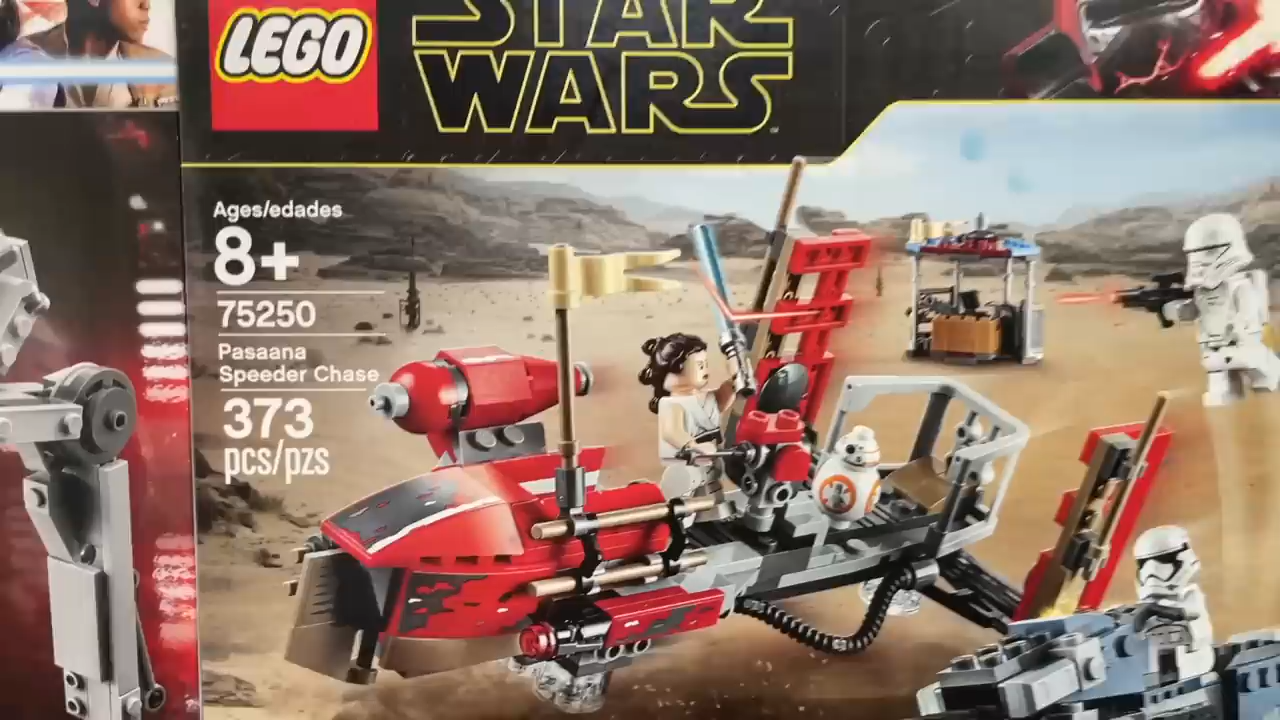 LEGO
STAR
WARS
Ages/edades
8+
75250
Pasaana
Speeder Chase
373
pcs/pzs